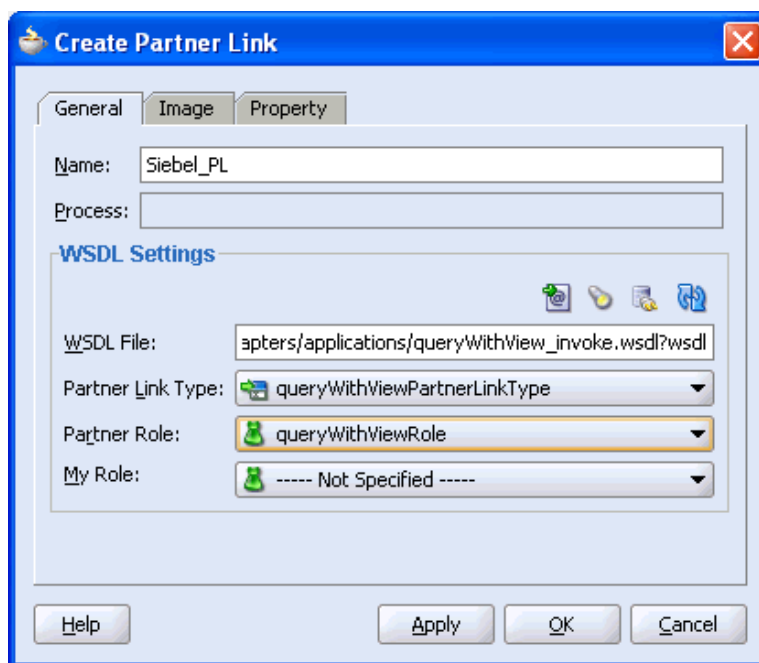 Create Partner Link
General Image Property
Name: Siebel_PL
Process:
WSDL Settings
WSDL File: apters/applications/queryWithView_invoke.wsdl?wsdl
Partner Link Type: queryWithViewPartnerLinkType
Partner Role: queryWithViewRole
My Role: ----- Not Specified -----
Help Apply OK Cancel